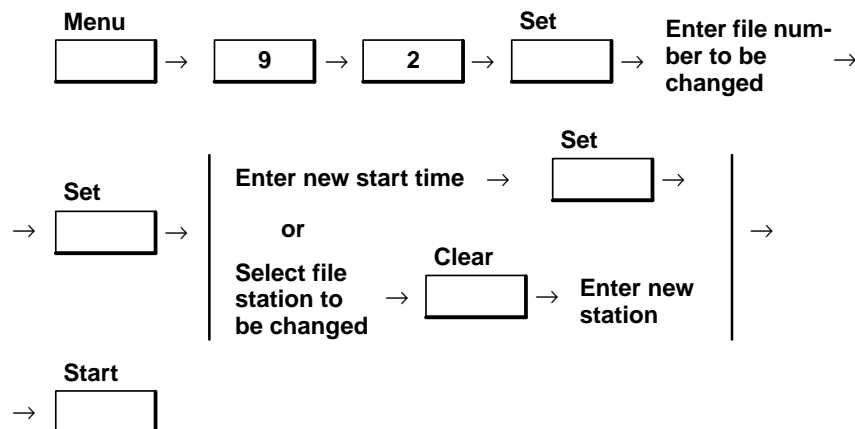 Menu
→ 9 → 2 → Set → Enter file num-
ber to be
changed →
→ Set →
Enter new start time → Set →
or
Select file
station to
be changed → Clear → Enter new
station
→
→ Start